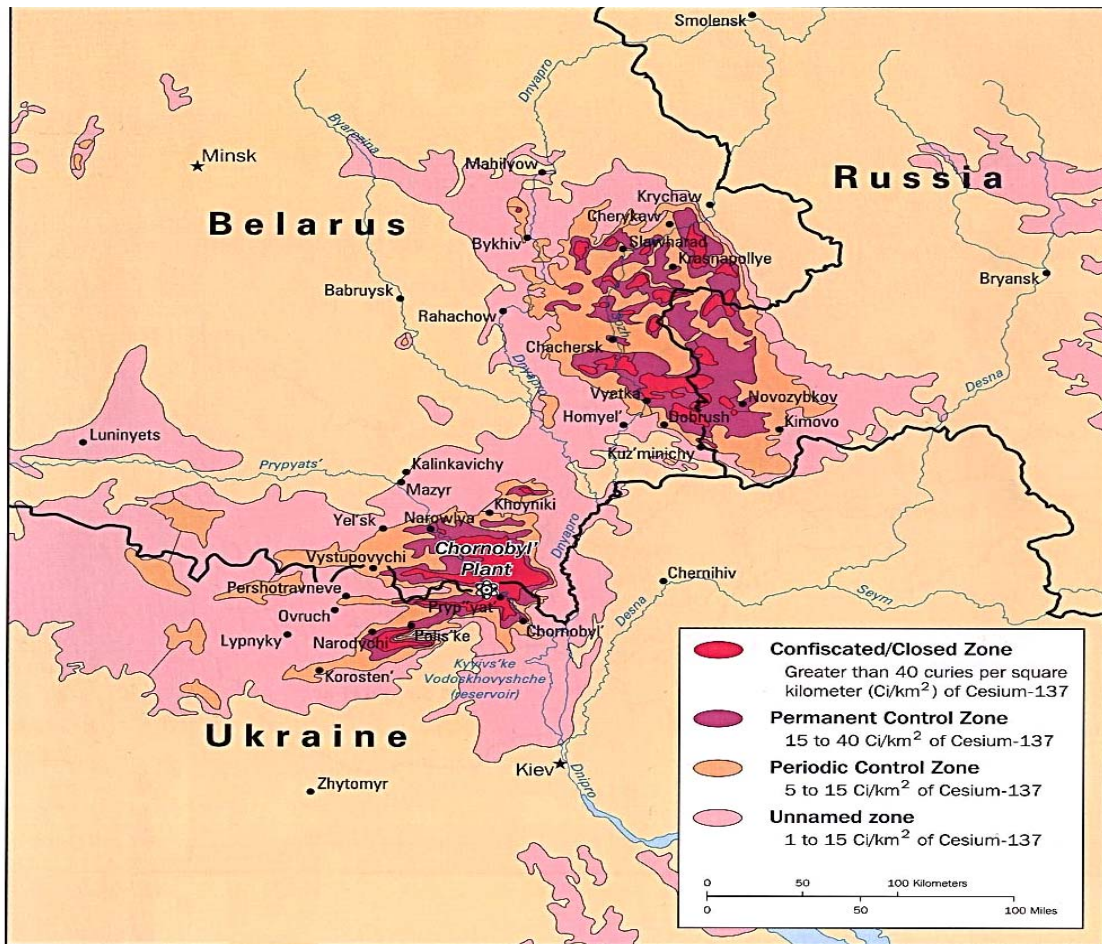 Smolensk
Dnyapro
Byarezina
Minsk
Mahilyow
Russia
Krychaw
Cherykaw
Belarus
Bykhiv
Slawharad
Krasnapollye
Bryansk
Babruysk
Rahachow
Sozh
Chachersk
Dnyapro
Desna
Vyatka
Novozybkov
Homyel'
Dobrush
Kimovo
Luninyets
Kuz'minichy
Prypyats'
Kalinkavichy
Mazyr
Khoyniki
Yel'sk
Narowlya
Dnyapro
Chornobyl'
Plant
Vystupovychi
Chernihiv
Pershotravneve
Seym
Pryp"yat'
Desna
Ovruch
Chornobyl'
Lypnyky
Narodychi
Polis'ke
Kyyivs'ke
Vodoskhovyshche
(reservoir)
Korosten'
Ukraine
Kiev
Dnipro
Zhytomyr
Confiscated/Closed Zone
Greater than 40 curies per square
kilometer (Ci/km²) of Cesium-137
Permanent Control Zone
15 to 40 Ci/km² of Cesium-137
Periodic Control Zone
5 to 15 Ci/km² of Cesium-137
Unnamed zone
1 to 15 Ci/km² of Cesium-137
0 50 100 Kilometers
0 50 100 Miles